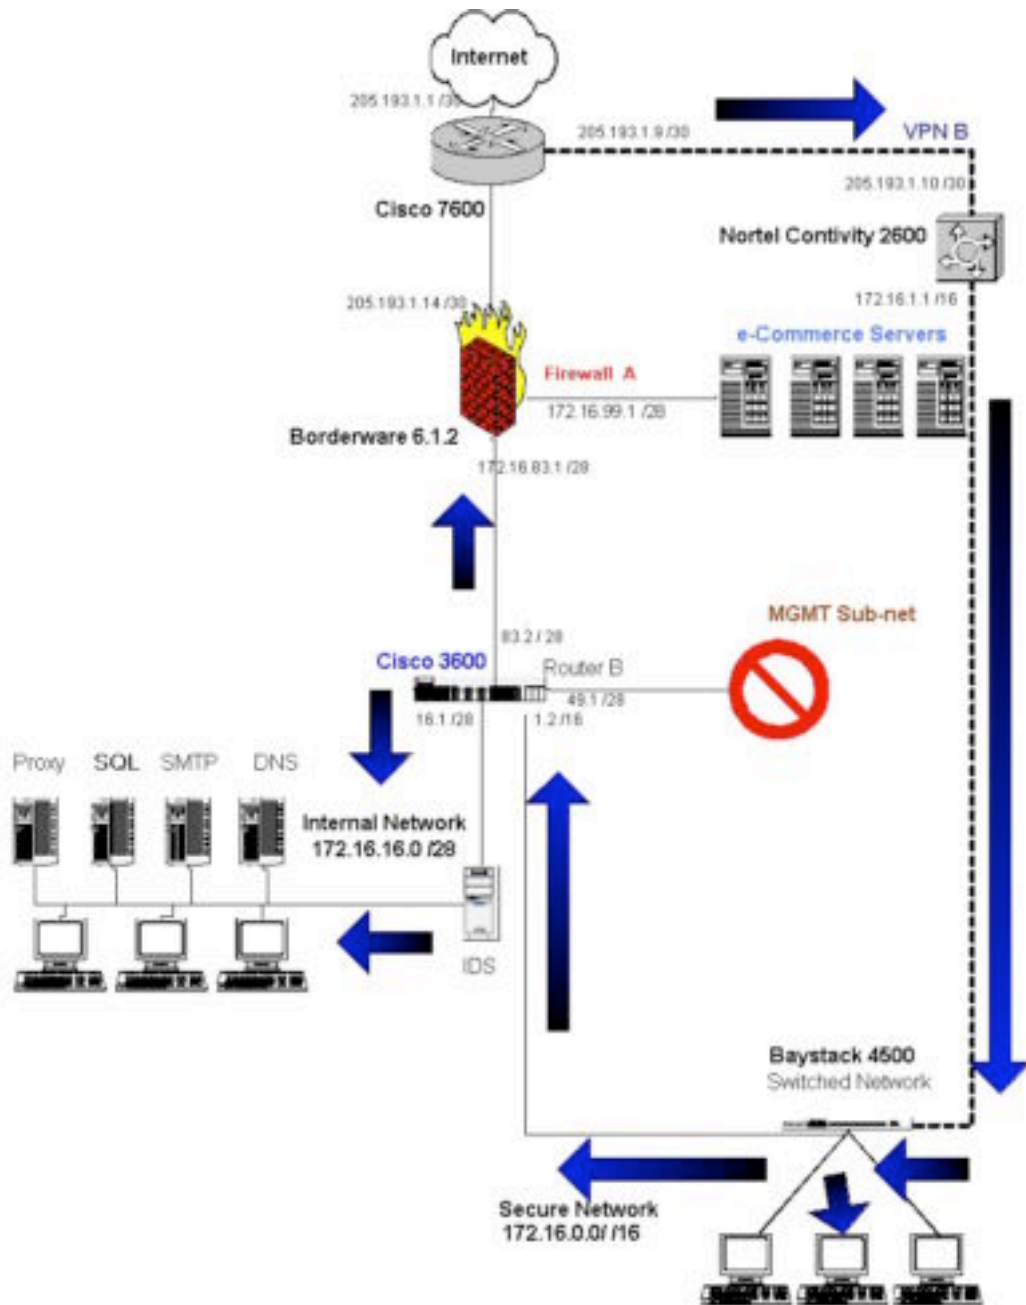 Internet
205.193.1.1 /30
205.193.1.9 /30
VPN B
205.193.1.10 /30
Cisco 7600
Nortel Contivity 2600
205.193.1.14 /30
172.16.1.1 /16
e-Commerce Servers
Firewall A
172.16.99.1 /28
Borderware 6.1.2
172.16.83.1 /28
MGMT Sub-net
83.2 / 28
Cisco 3600
Router B
49.1 /28
16.1 /28
1.2 /16
Proxy
SQL
SMTP
DNS
Internal Network
172.16.16.0 /28
IDS
Baystack 4500
Switched Network
Secure Network
172.16.0.0/ /16